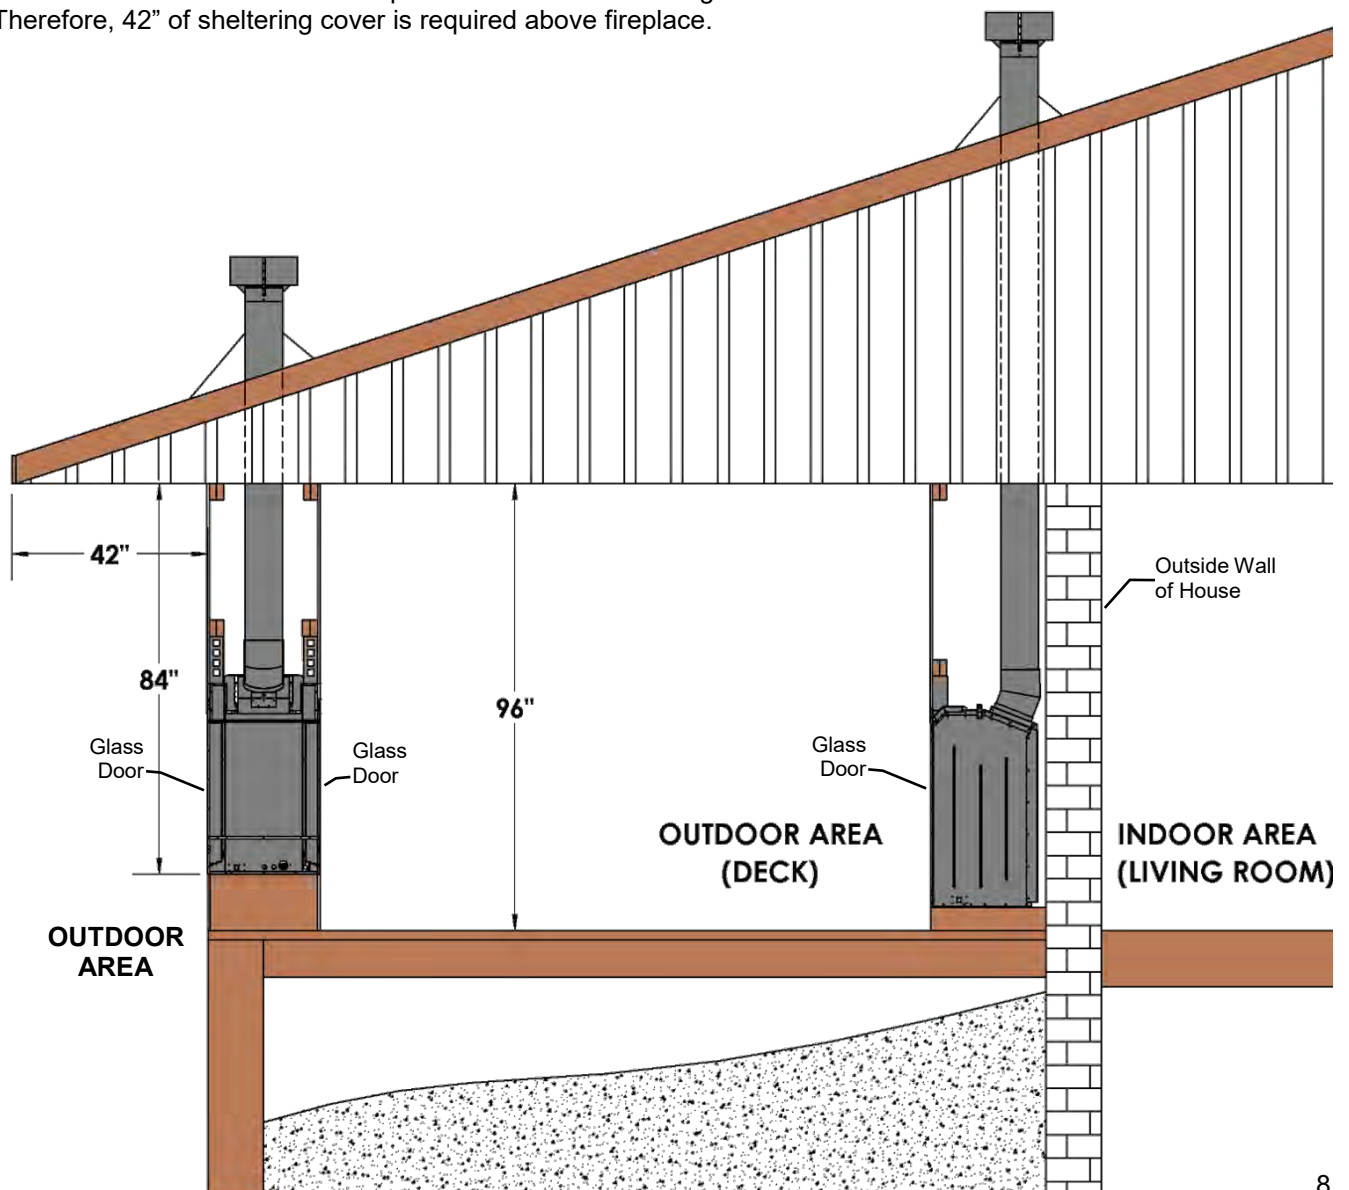 Therefore, 42” of sheltering cover is required above fireplace.
42"
84"
96"
Outside Wall
of House
Glass
Door
Glass
Door
Glass
Door
OUTDOOR AREA
(DECK)
INDOOR AREA
(LIVING ROOM)
OUTDOOR
AREA
8